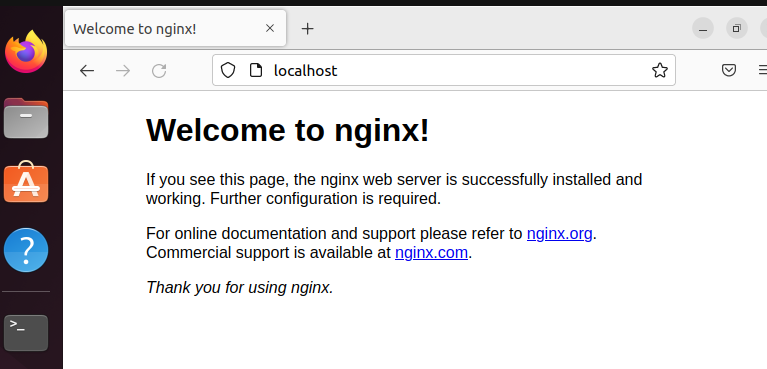 Welcome to nginx!
localhost
Welcome to nginx!
If you see this page, the nginx web server is successfully installed and
working. Further configuration is required.
For online documentation and support please refer to nginx.org.
Commercial support is available at nginx.com.
Thank you for using nginx.
>_